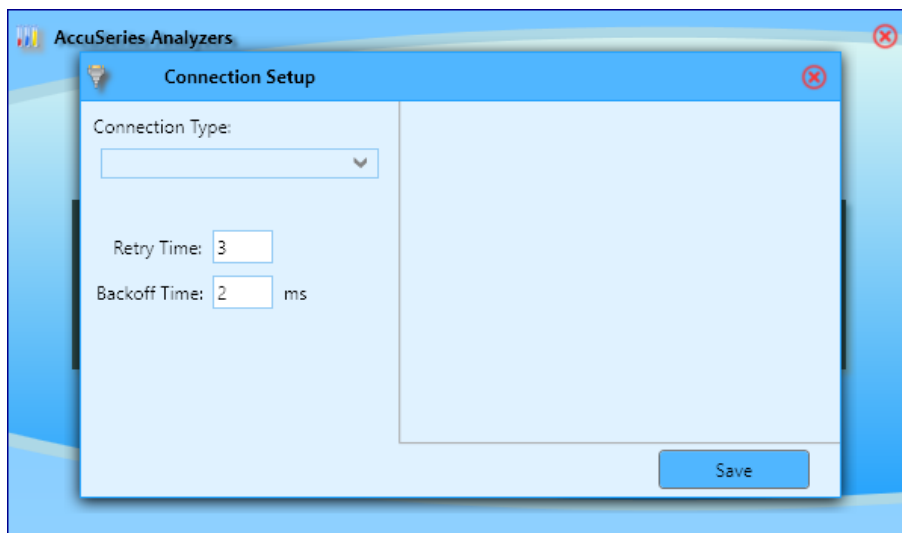 AccuSeries Analyzers
Connection Setup
Connection Type:
Retry Time: 3
Backoff Time: 2 ms
Save